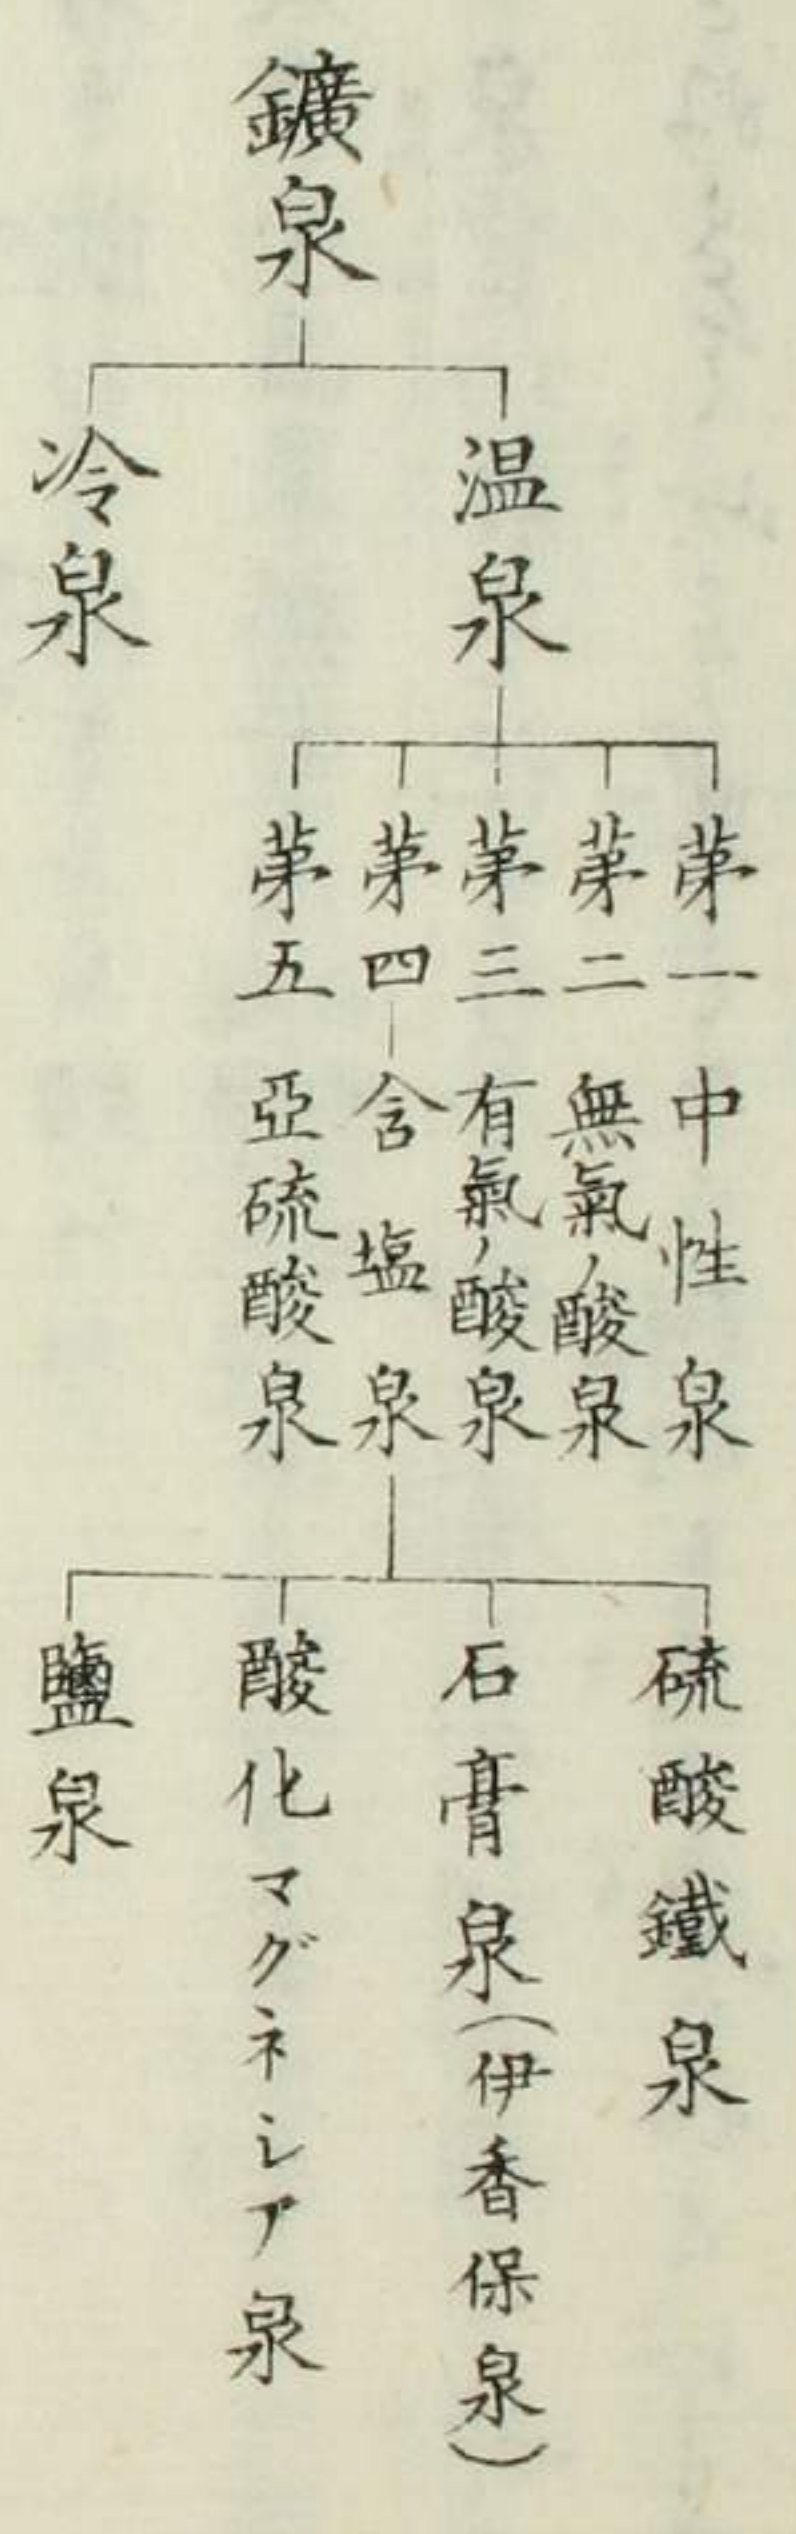 鑛泉
温泉
冷泉
第一 中性泉
第二 無氣ノ酸泉
第三 有氣ノ酸泉
第四 含塩泉
第五 亞硫酸泉
硫酸鐵泉
石膏泉(伊香保泉)
酸化マグネシア泉
鹽泉